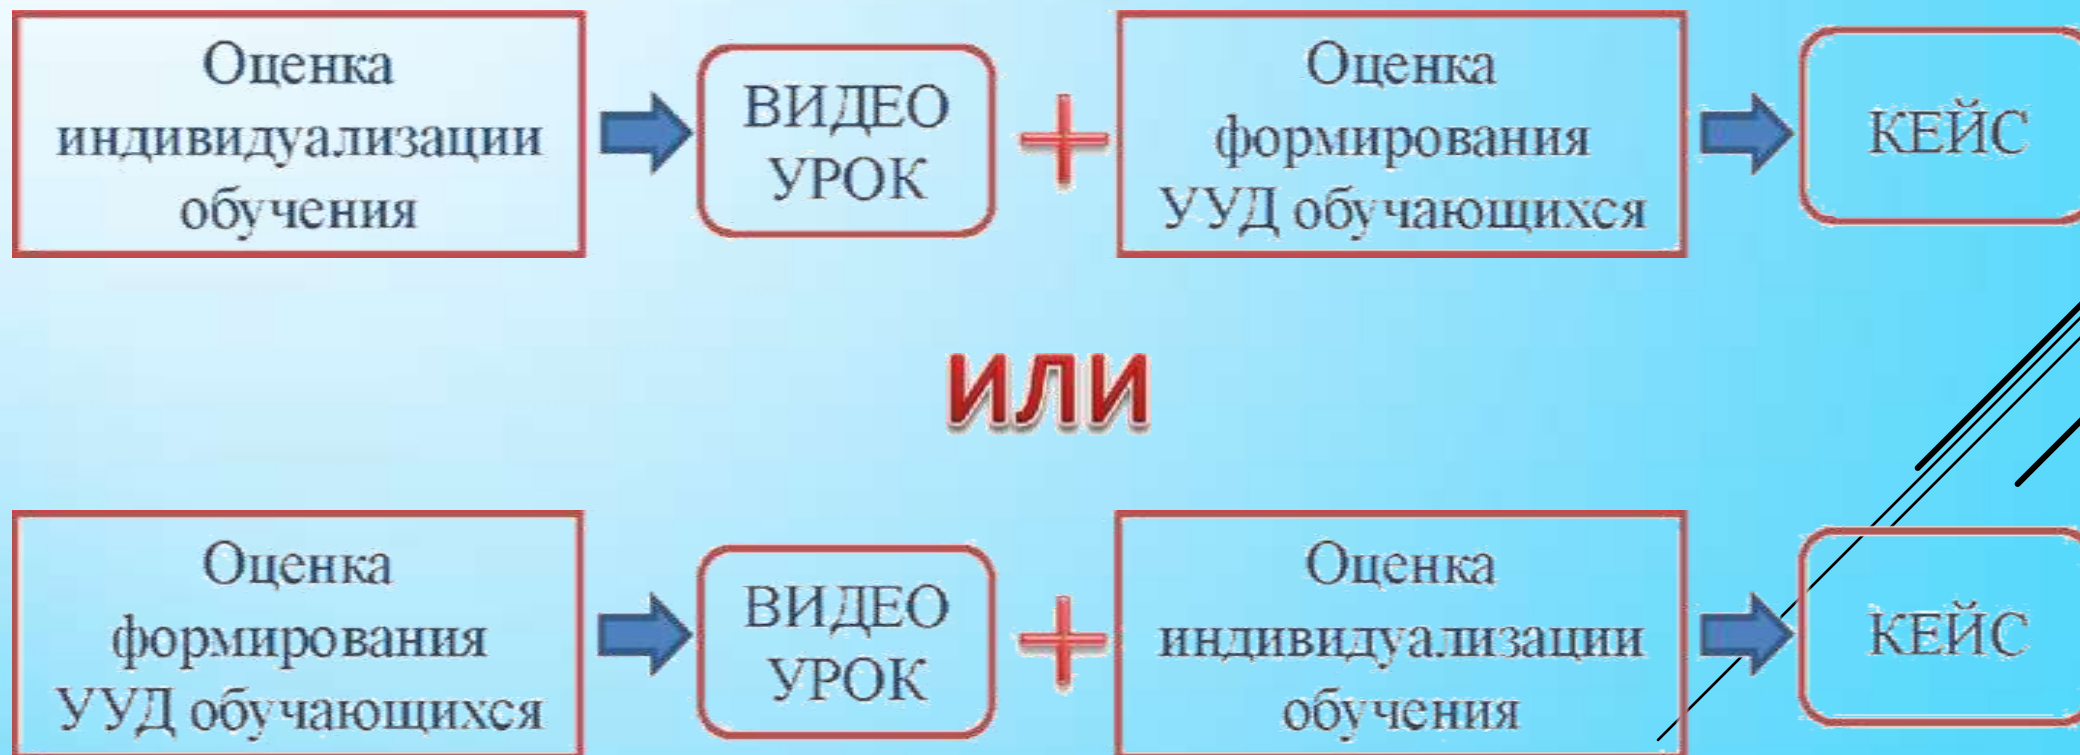 Оценка
индивидуализации
обучения
ВИДЕО
УРОК
+
Оценка
формирования
УУД обучающихся
КЕЙС
ИЛИ
Оценка
формирования
УУД обучающихся
ВИДЕО
УРОК
+
Оценка
индивидуализации
обучения
КЕЙС